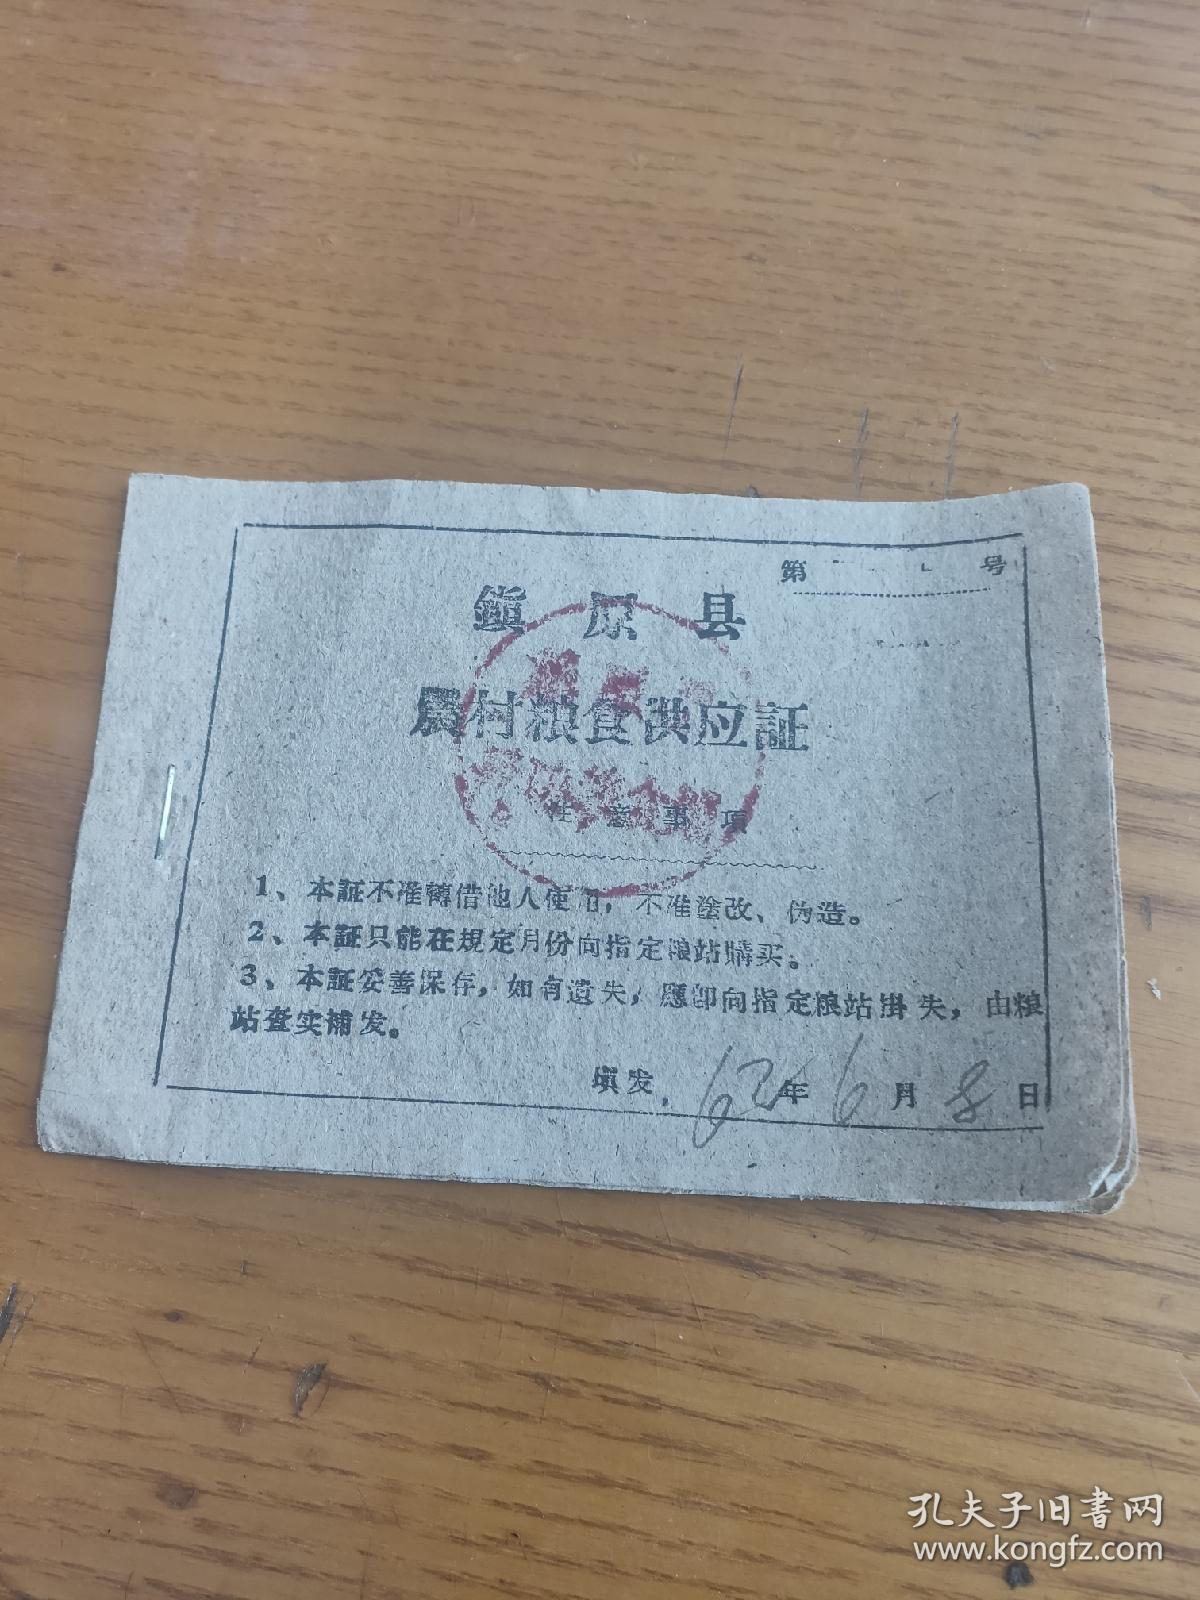 第 号
鎮原县
農村粮食供应証
注意事項
1、本証不准轉借他人使用，不准塗改、伪造。
2、本証只能在規定月份向指定粮站購买。
3、本証妥善保存，如有遺失，應卽向指定粮站掛失，由粮
站查实補发。
填发 62年6月8日
孔夫子旧书网
www.kongfz.com